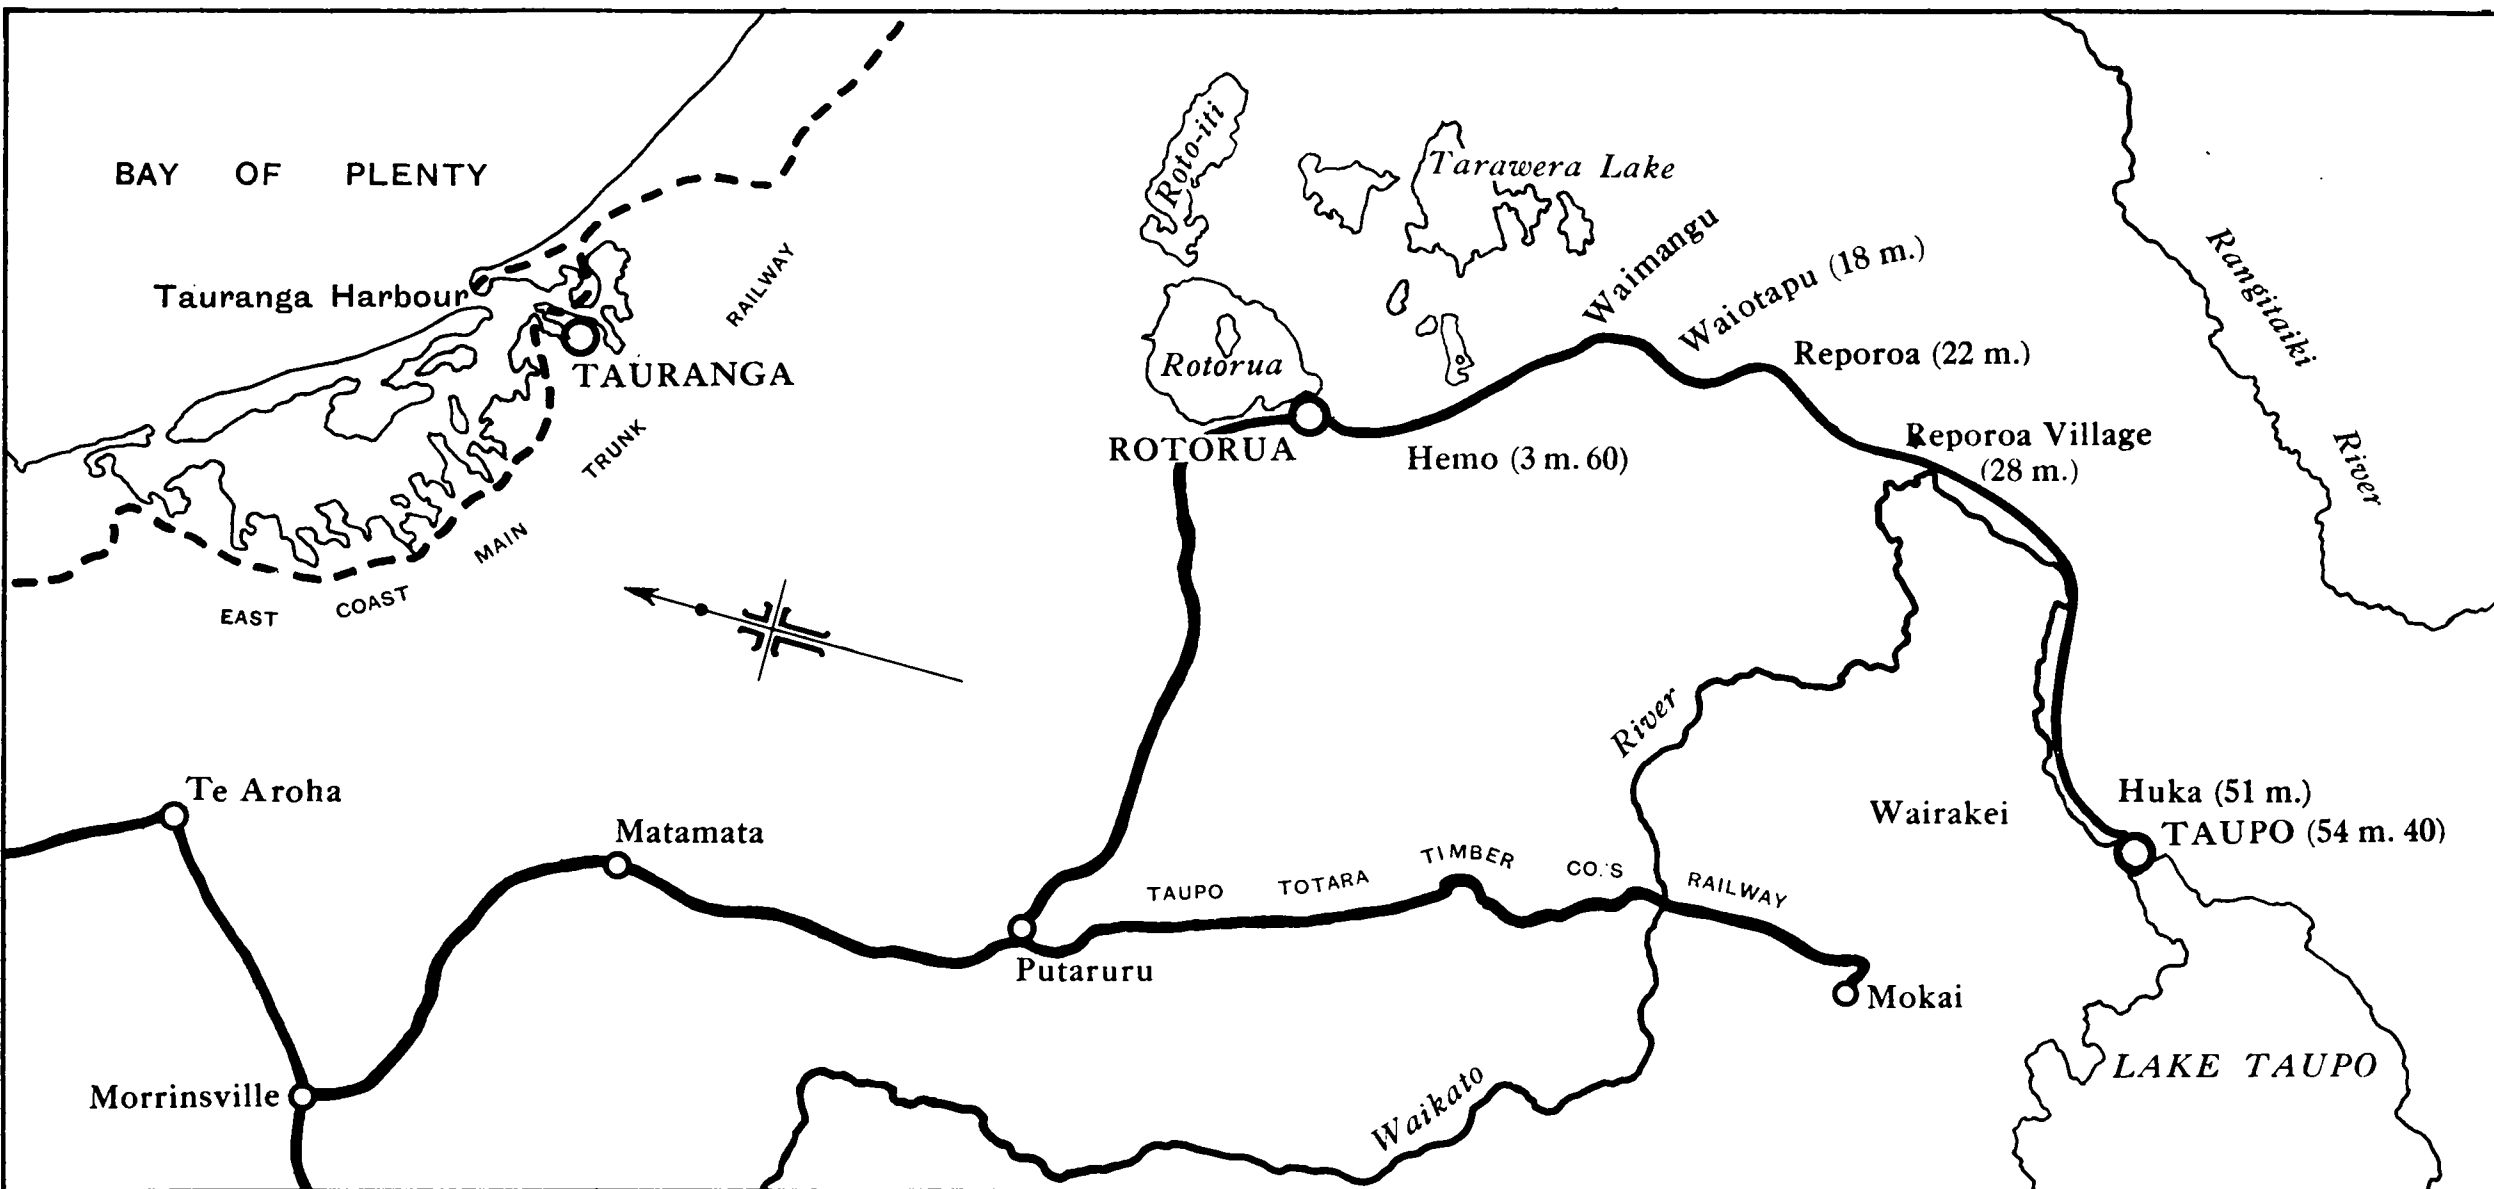 BAY OF PLENTY
Roto-iti
Tarawera Lake
Waimangu
Waiotapu (18 m.)
Rangitaiki River
Tauranga Harbour
TAURANGA
Rotorua
Reporoa (22 m.)
ROTORUA
Hemo (3 m. 60)
Reporoa Village
(28 m.)
EAST COAST MAIN TRUNK RAILWAY
Te Aroha
Matamata
Wairakei
Huka (51 m.)
TAUPO (54 m. 40)
TAUPO TOTARA TIMBER CO.'S RAILWAY
Putaruru
Mokai
Morrinsville
Waikato River
LAKE TAUPO